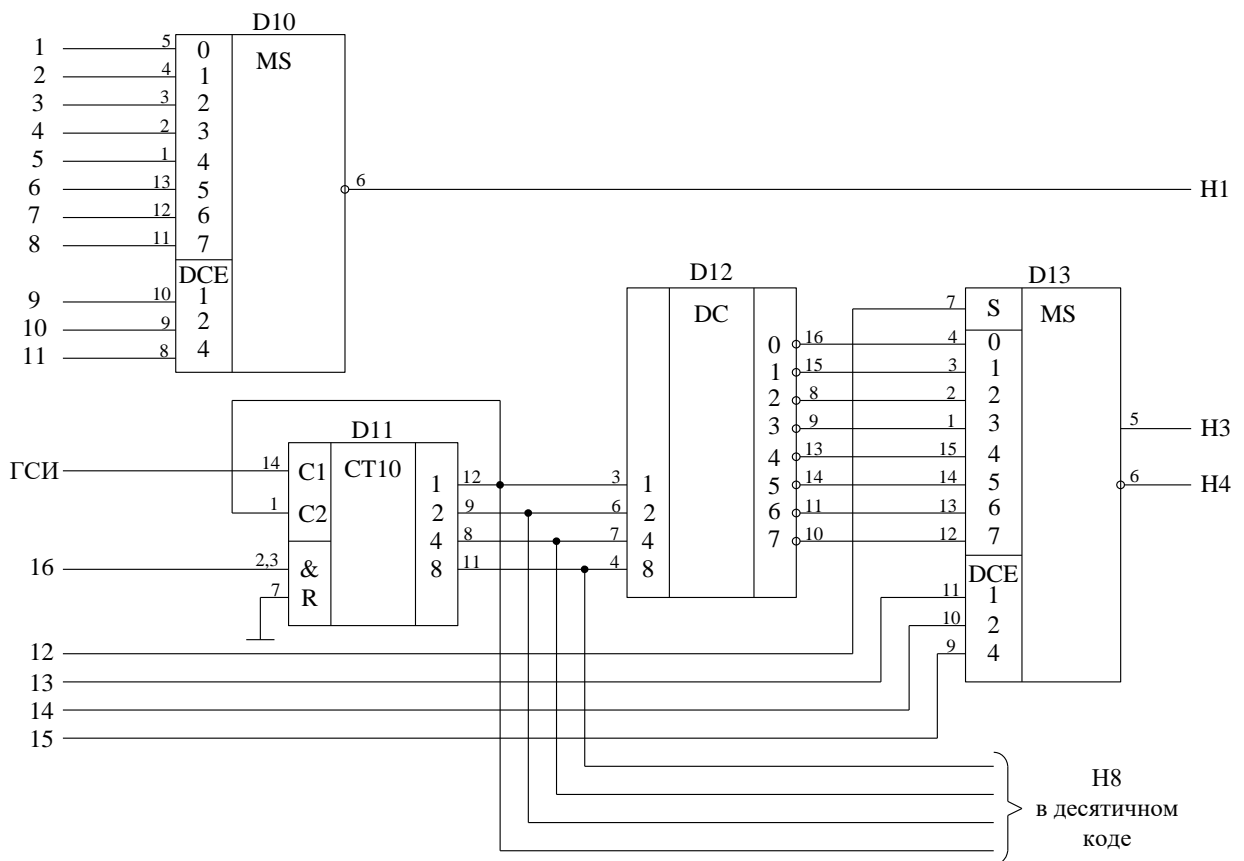 D10
1 5 0 MS
2 4 1
3 3 2
4 2 3
5 1 4
6 13 5 6 H1
7 12 6
8 11 7
DCE
9 10 1
10 9 2
11 8 4
D12
DC
0 16
1 15
2 8
3 9
4 13
3 1 5 14
6 2 6 11
7 4 7 10
4 8
D13
7 S MS
4 0
3 1
2 2
1 3 5 H3
15 4
14 5 6 H4
13 6
12 7
DCE
11 1
10 2
9 4
D11
ГСИ 14 C1 CT10 1 12
1 C2 2 9
4 8
16 2,3 & 8 11
7 R
12
13
14
15
H8
в десятичном
коде